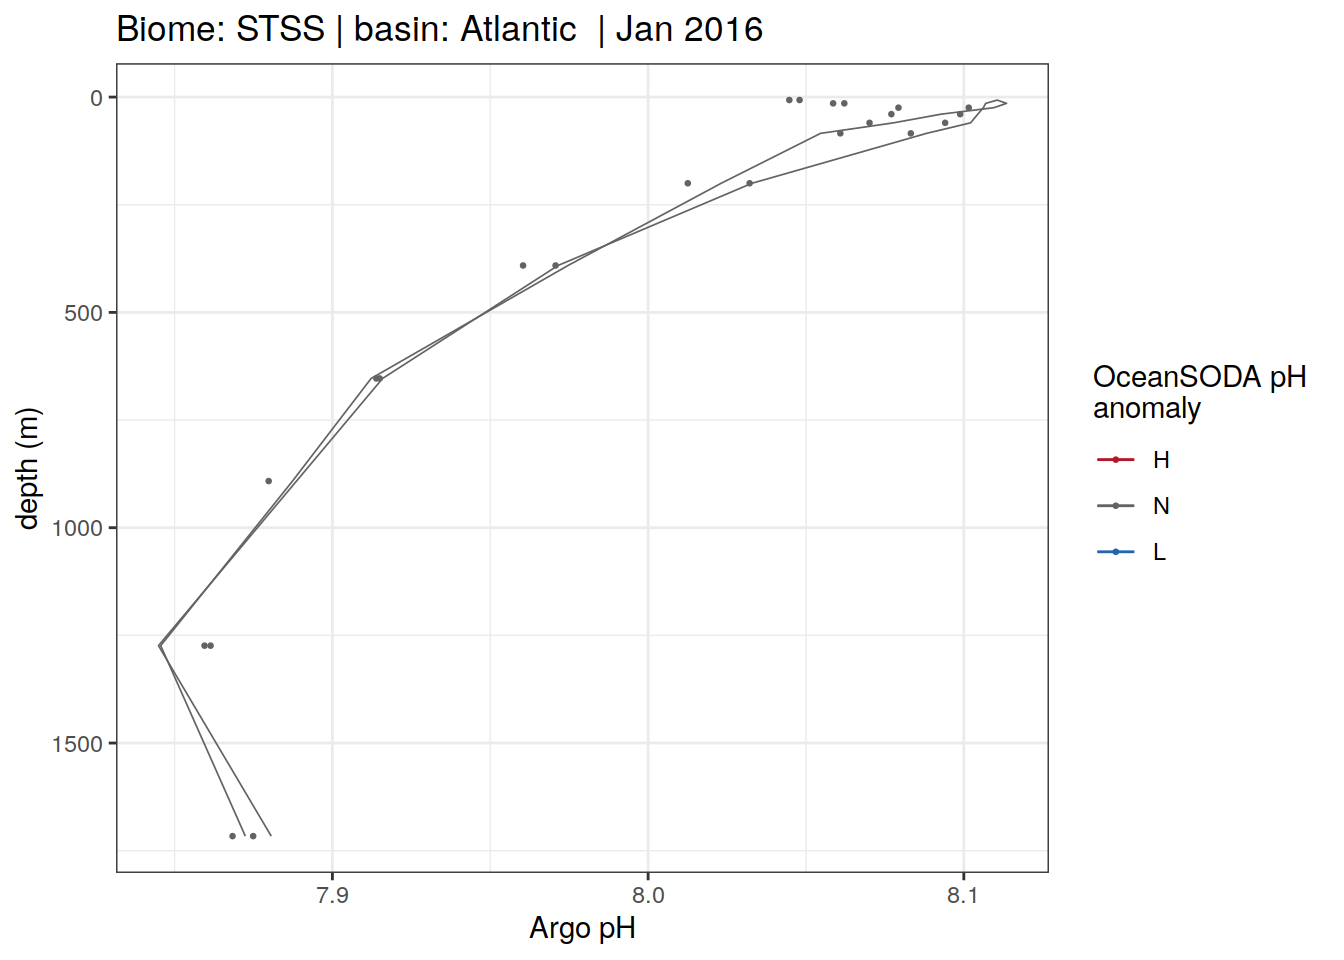 Biome: STSS | basin: Atlantic  | Jan 2016
0
500
1000
1500
depth (m)
7.9
8.0
8.1
Argo pH
OceanSODA pH
anomaly
H
N
L